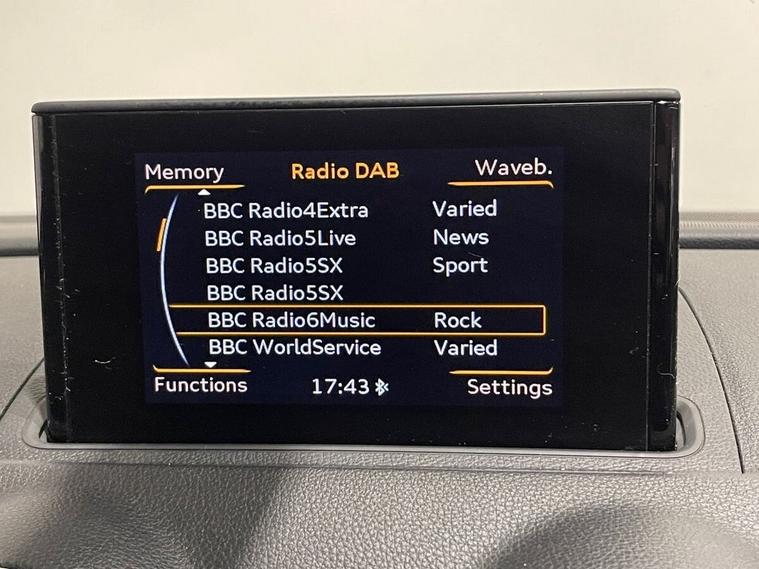 Memory Radio DAB Waveb.
BBC Radio4Extra Varied
BBC Radio5Live News
BBC Radio5SX Sport
BBC Radio5SX
BBC Radio6Music Rock
BBC WorldService Varied
Functions 17:43 Settings